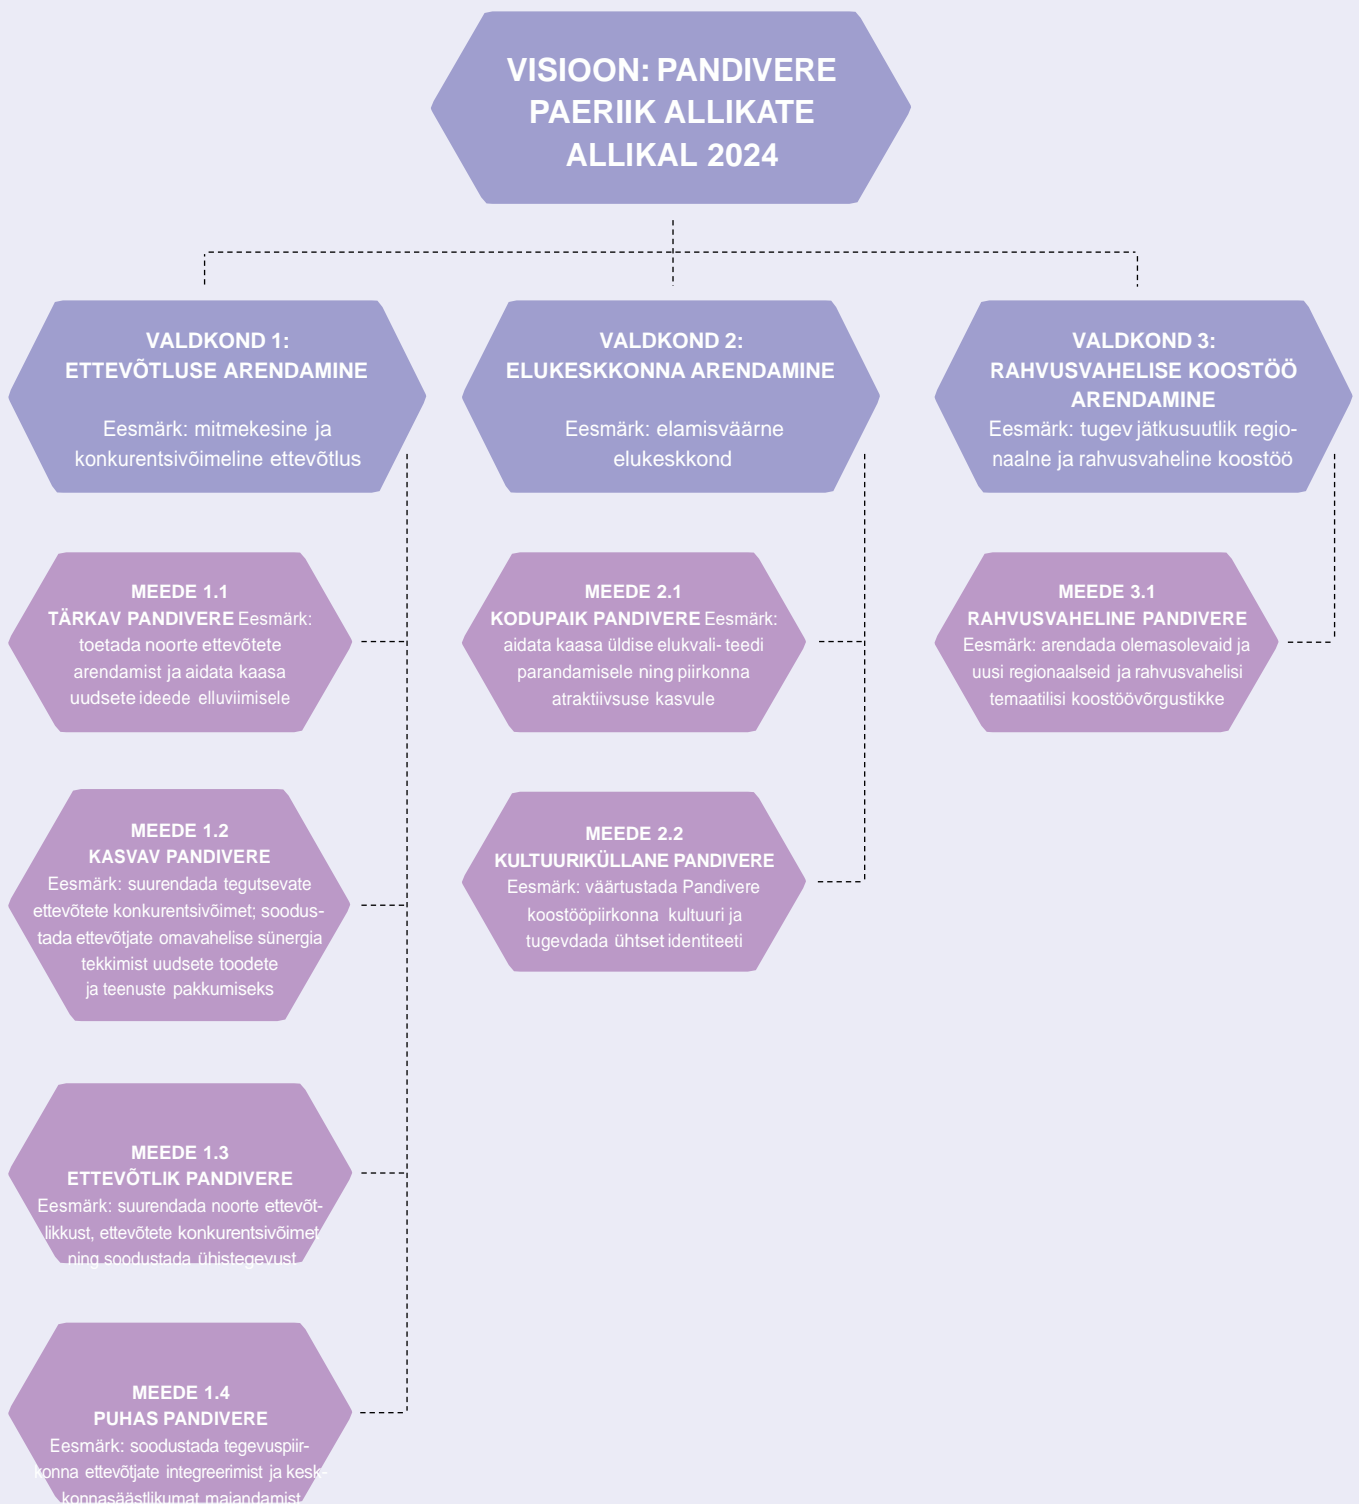 VISIOON: PANDIVERE
PAERIIK ALLIKATE
ALLIKAL 2024
VALDKOND 1:
ETTEVÕTLUSE ARENDAMINE
Eesmärk: mitmekesine ja
konkurentsivõimeline ettevõtlus
VALDKOND 2:
ELUKESKKONNA ARENDAMINE
Eesmärk: elamisväärne
elukeskkond
VALDKOND 3:
RAHVUSVAHELISE KOOSTÖÖ
ARENDAMINE
Eesmärk: tugev jätkusuutlik regio-
naalne ja rahvusvaheline koostöö
MEEDE 1.1
TÄRKAV PANDIVERE Eesmärk:
toetada noorte ettevõtete
arendamist ja aidata kaasa
uudsete ideede elluviimisele
MEEDE 2.1
KODUPAIK PANDIVERE Eesmärk:
aidata kaasa üldise elukvali- teedi
parandamisele ning piirkonna
atraktiivsuse kasvule
MEEDE 3.1
RAHVUSVAHELINE PANDIVERE
Eesmärk: arendada olemasolevaid ja
uusi regionaalseid ja rahvusvahelisi
temaatilisi koostöövõrgustikke
MEEDE 1.2
KASVAV PANDIVERE
Eesmärk: suurendada tegutsevate
ettevõtete konkurentsivõimet; soodus-
tada ettevõtjate omavahelise sünergia
tekkimist uudsete toodete
ja teenuste pakkumiseks
MEEDE 2.2
KULTUURIKÜLLANE PANDIVERE
Eesmärk: väärtustada Pandivere
koostööpiirkonna kultuuri ja
tugevdada ühtset identiteeti
MEEDE 1.3
ETTEVÕTLIK PANDIVERE
Eesmärk: suurendada noorte ettevõt-
likkust, ettevõtete konkurentsivõimet
ning soodustada ühistegevust
MEEDE 1.4
PUHAS PANDIVERE
Eesmärk: soodustada tegevuspiir-
konna ettevõtjate integreerimist ja kesk-
konnasäästlikumat majandamist